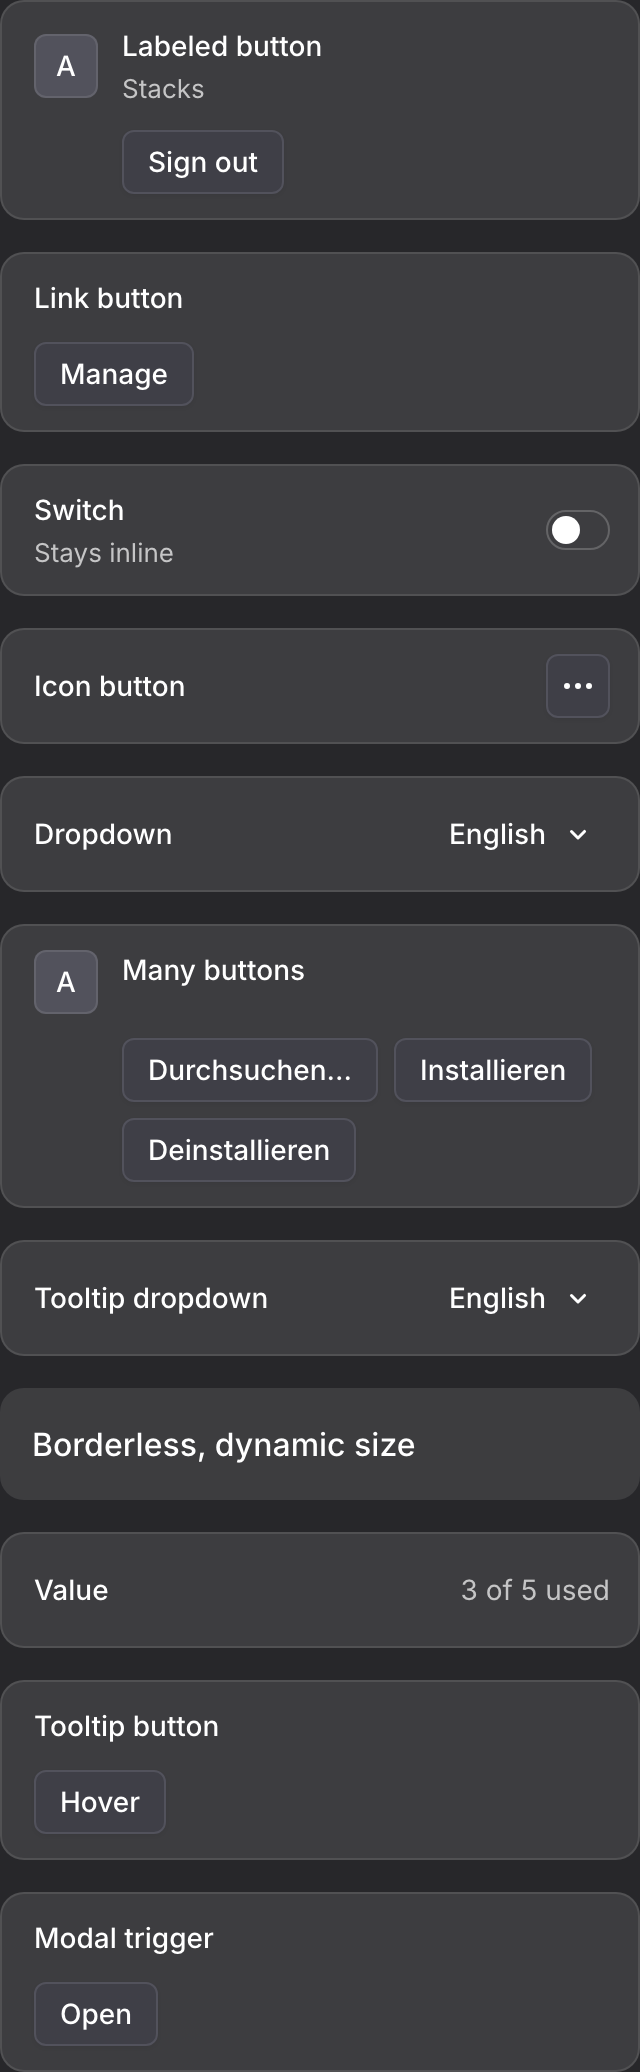 A
Labeled button
Stacks
Sign out
Link button
Manage
Switch
Stays inline
Icon button
Dropdown
English
A
Many buttons
Durchsuchen...
Installieren
Deinstallieren
Tooltip dropdown
English
Borderless, dynamic size
Value
3 of 5 used
Tooltip button
Hover
Modal trigger
Open